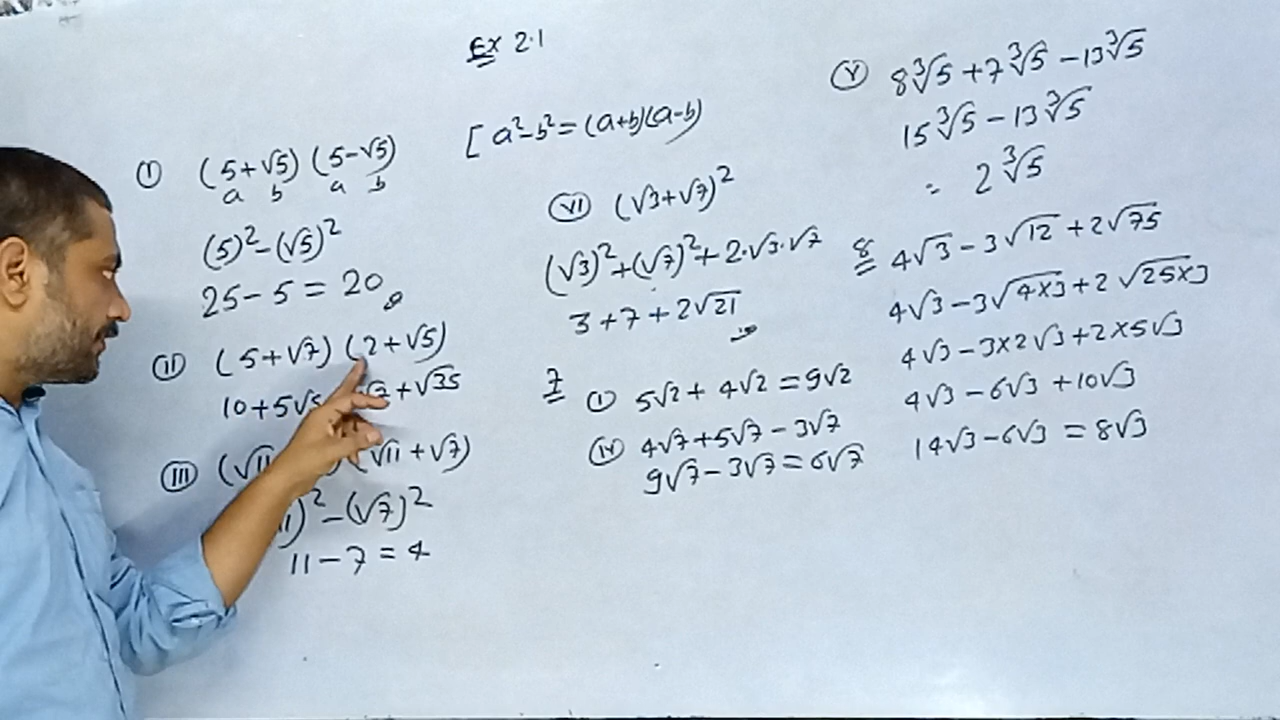 Ex 2.1
(I) (5+√5) (5-√5)
a b a b
(5)²-(√5)²
25-5 = 20
(II) (5+√7) (2+√5)
10+5√5 +√35
(III) (√11 √11+√7)
)²-(√7)²
11-7 = 4
[a²-b²=(a+b)(a-b)
(VI) (√3+√7)²
(√3)²+(√7)²+2·√3·√7
3+7+2√21
7 (I) 5√2+4√2=9√2
(IV) 4√7+5√7-3√7
9√7-3√7=6√7
(V) 8∛5+7∛5-13∛5
15∛5-13∛5
= 2∛5
8 4√3-3√12+2√75
4√3-3√4×3+2√25×3
4√3-3×2√3+2×5√3
4√3-6√3+10√3
14√3-6√3=8√3